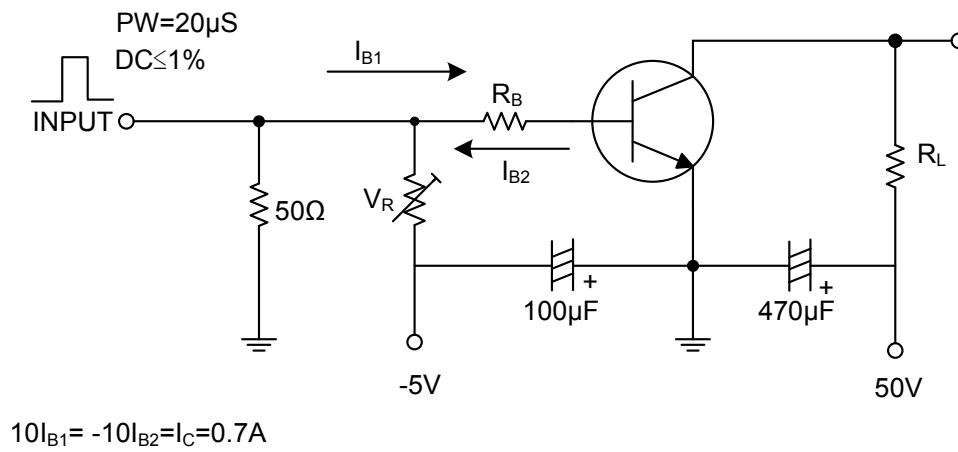 PW=20µS
DC≤1%
INPUT
I_B1
R_B
I_B2
50Ω
V_R
R_L
100µF
+
470µF
+
-5V
50V
10I_B1= -10I_B2=I_C=0.7A